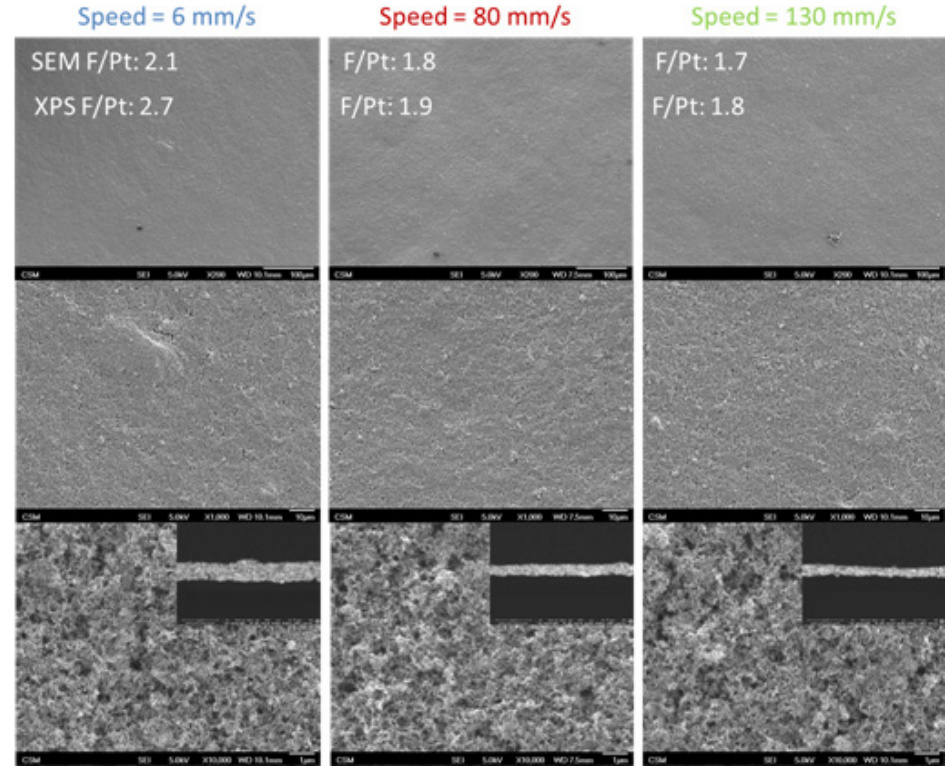 Speed = 6 mm/s
Speed = 80 mm/s
Speed = 130 mm/s
SEM F/Pt: 2.1
XPS F/Pt: 2.7
F/Pt: 1.8
F/Pt: 1.9
F/Pt: 1.7
F/Pt: 1.8
CSM SEI 5.0kV X200 WD 10.1mm 100µm
CSM SEI 5.0kV X200 WD 7.5mm 100µm
CSM SEI 5.0kV X200 WD 10.1mm 100µm
CSM SEI 5.0kV X1,000 WD 10.1mm 10µm
CSM SEI 5.0kV X1,000 WD 7.5mm 10µm
CSM SEI 5.0kV X1,000 WD 10.1mm 10µm
CSM SEI 5.0kV X10,000 WD 10.1mm 1µm
CSM SEI 5.0kV X10,000 WD 7.5mm 1µm
CSM SEI 5.0kV X10,000 WD 10.1mm 1µm